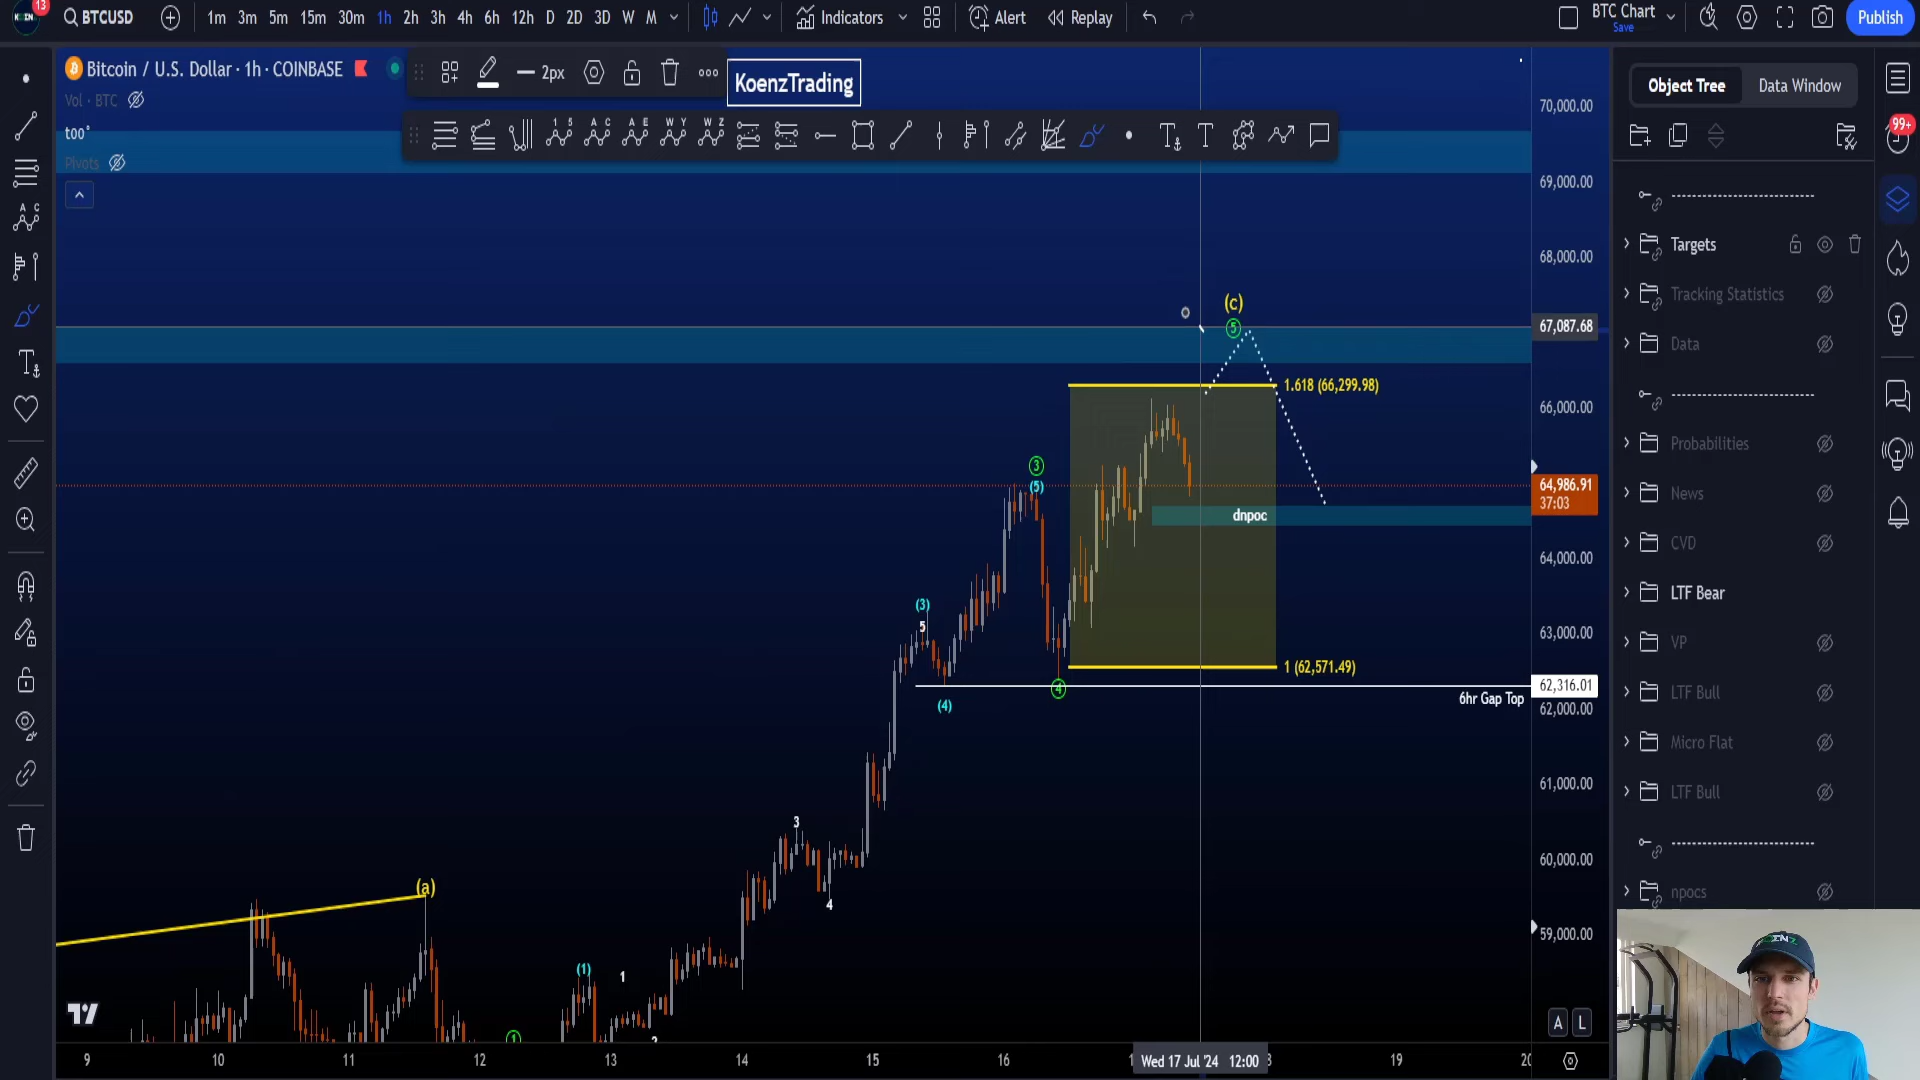 13
BTCUSD
1m 3m 5m 15m 30m 1h 2h 3h 4h 6h 12h D 2D 3D W M
Indicators
Alert
Replay
BTC Chart
Save
Publish
Bitcoin / U.S. Dollar · 1h · COINBASE
2px
KoenzTrading
Vol · BTC
too°
Pivots
Object Tree
Data Window
99+
Targets
Tracking Statistics
Data
Probabilities
News
CVD
LTF Bear
VP
LTF Bull
Micro Flat
LTF Bull
npocs
70,000.00
69,000.00
68,000.00
67,087.68
66,000.00
64,986.91
37:03
64,000.00
63,000.00
62,316.01
62,000.00
61,000.00
60,000.00
59,000.00
(c)
5
1.618 (66,299.98)
3
(5)
dnpoc
(3)
5
1 (62,571.49)
4
6hr Gap Top
(4)
3
4
(a)
(1)
1
1
2
A L
9 10 11 12 13 14 15 16 Wed 17 Jul '24 12:00 19